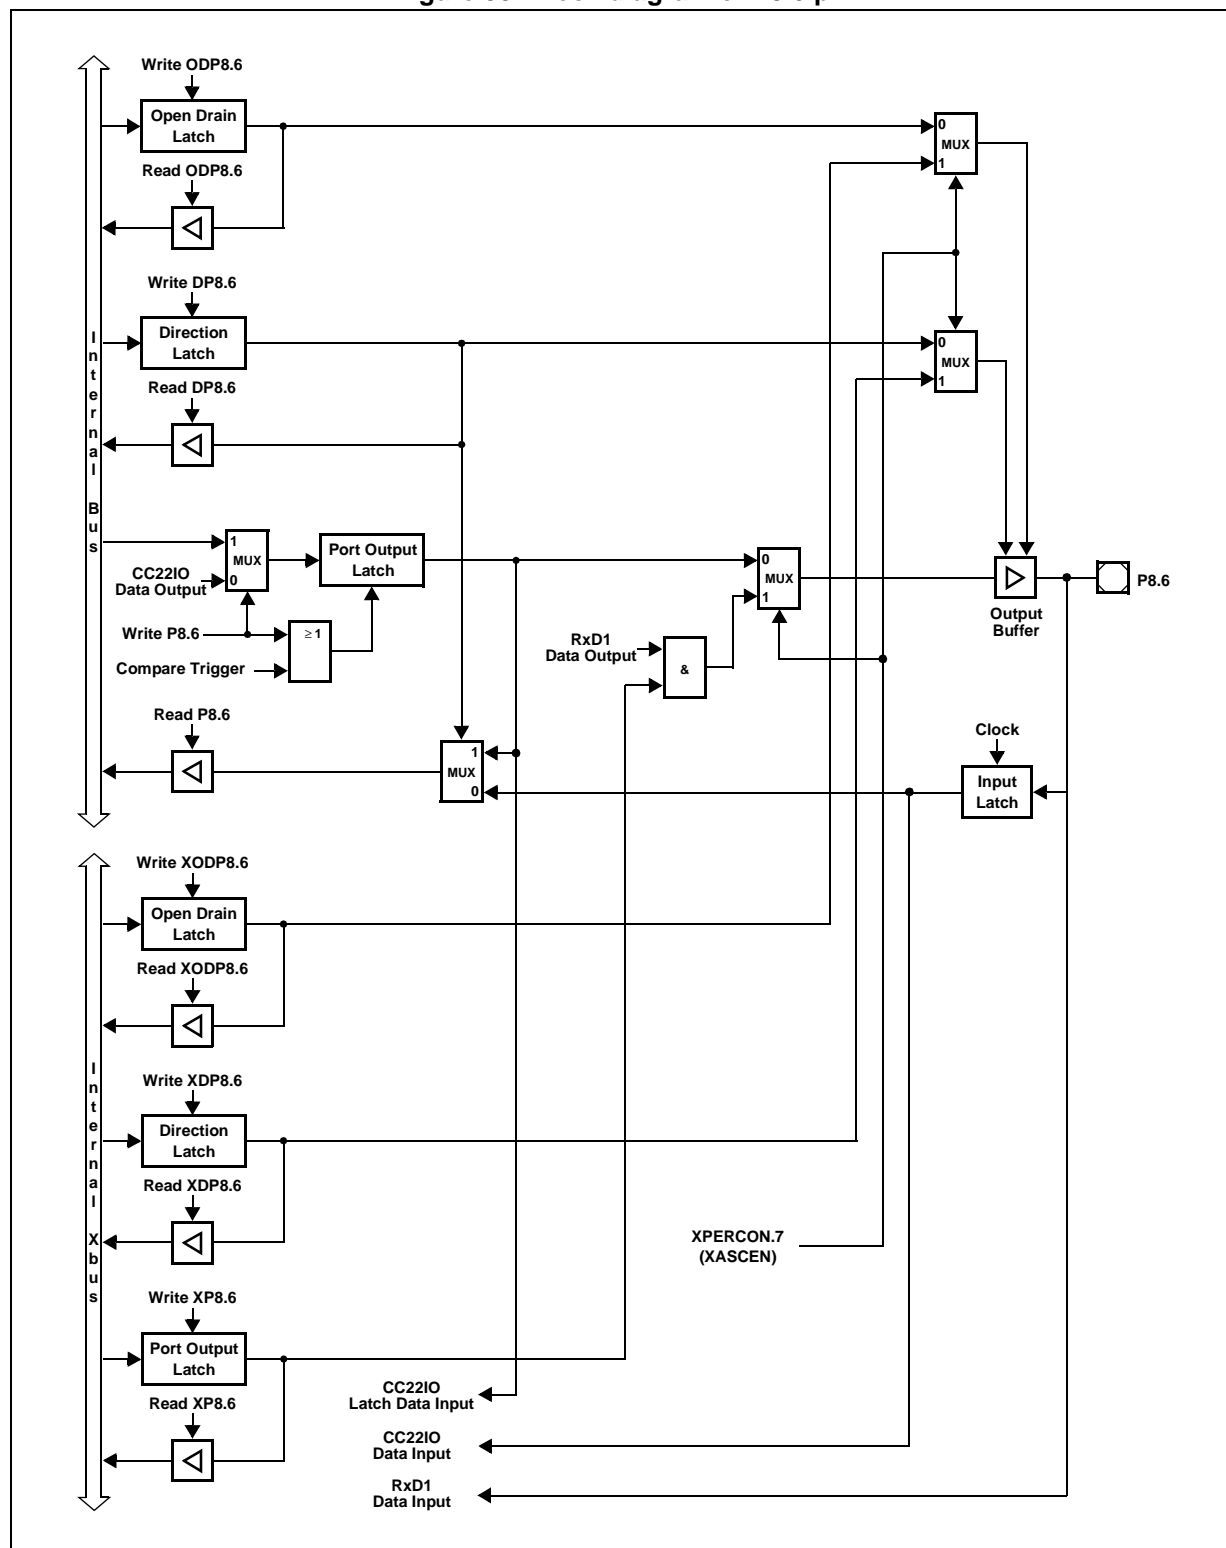 Write ODP8.6
Open Drain
Latch
Read ODP8.6
0
MUX
1
Write DP8.6
Direction
Latch
Read DP8.6
0
MUX
1
Internal Bus
1
MUX
0
CC22IO
Data Output
Port Output
Latch
Write P8.6
≥ 1
Compare Trigger
RxD1
Data Output
&
0
MUX
1
Output
Buffer
P8.6
Read P8.6
1
MUX
0
Clock
Input
Latch
Write XODP8.6
Open Drain
Latch
Read XODP8.6
Internal Xbus
Write XDP8.6
Direction
Latch
Read XDP8.6
XPERCON.7
(XASCEN)
Write XP8.6
Port Output
Latch
Read XP8.6
CC22IO
Latch Data Input
CC22IO
Data Input
RxD1
Data Input